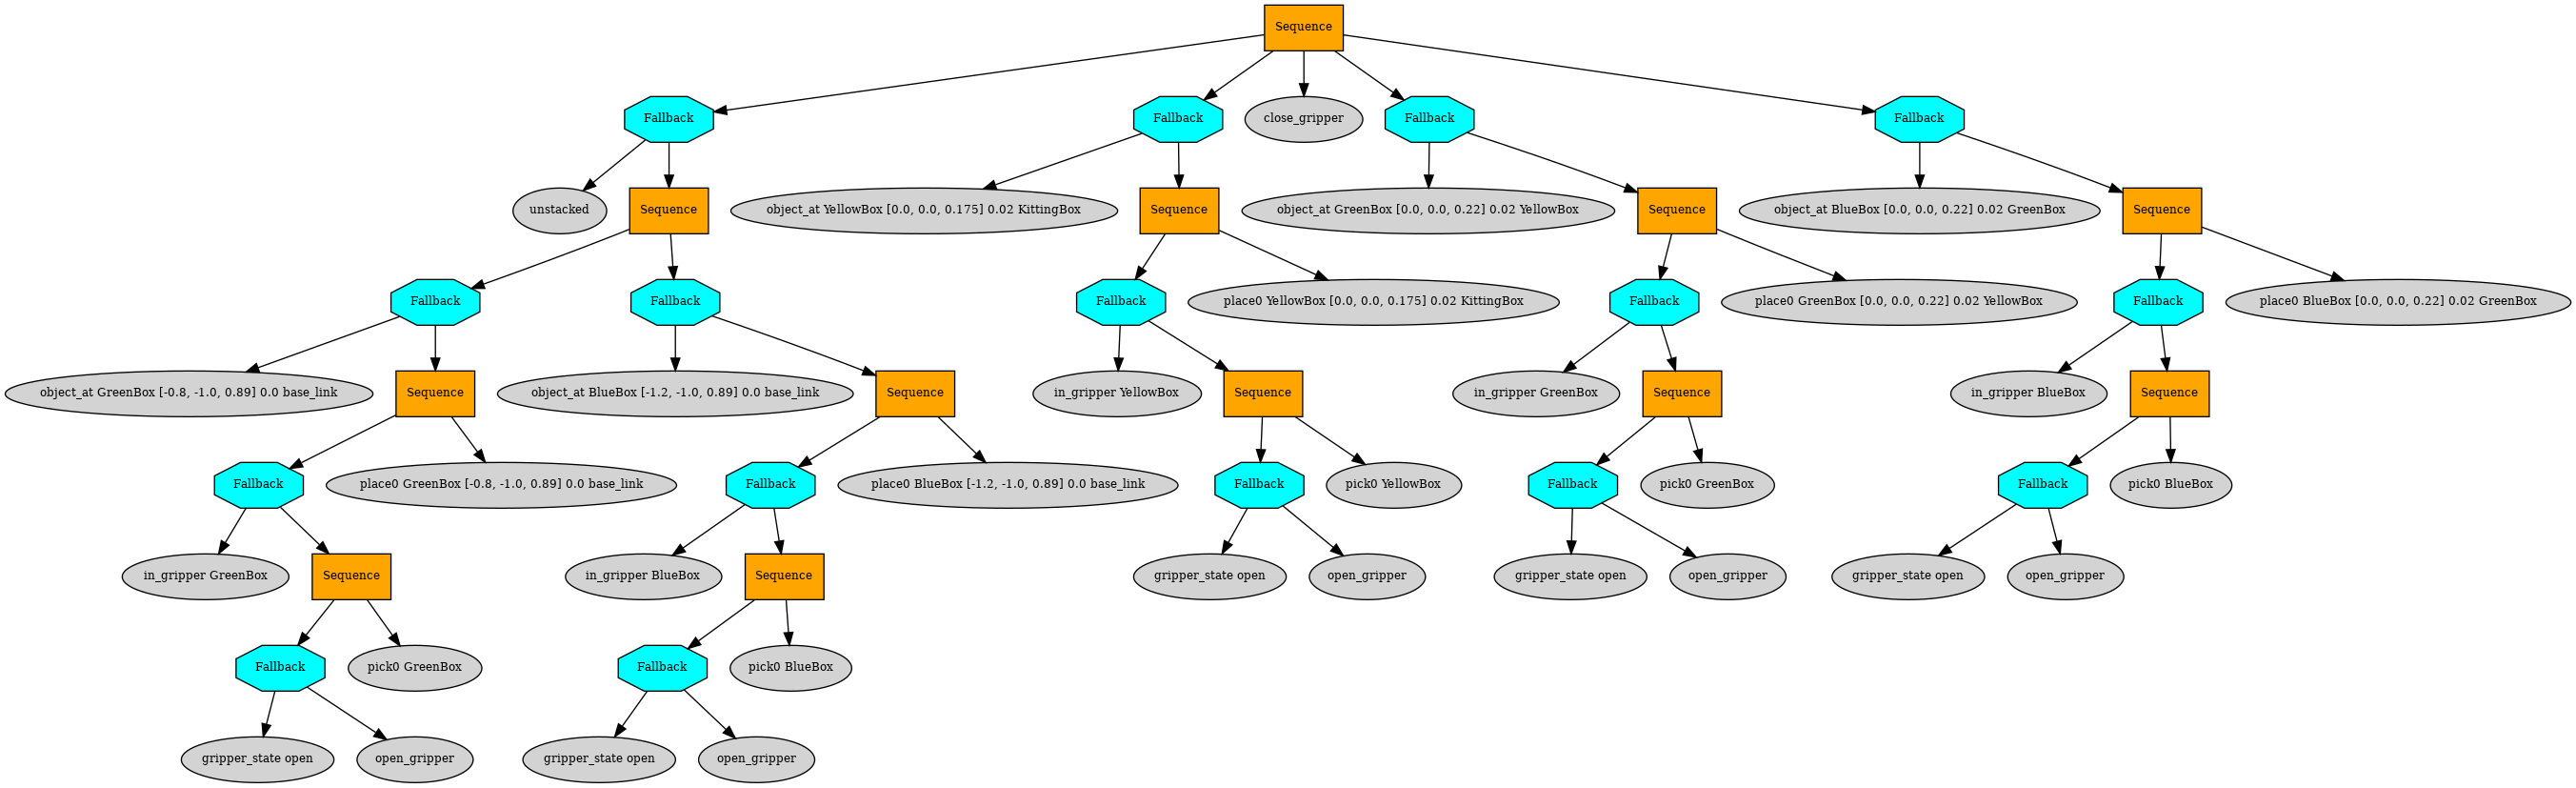 Sequence
Fallback
Fallback
close_gripper
Fallback
Fallback
unstacked
Sequence
object_at YellowBox [0.0, 0.0, 0.175] 0.02 KittingBox
Sequence
object_at GreenBox [0.0, 0.0, 0.22] 0.02 YellowBox
Sequence
object_at BlueBox [0.0, 0.0, 0.22] 0.02 GreenBox
Sequence
Fallback
Fallback
Fallback
place0 YellowBox [0.0, 0.0, 0.175] 0.02 KittingBox
Fallback
place0 GreenBox [0.0, 0.0, 0.22] 0.02 YellowBox
Fallback
place0 BlueBox [0.0, 0.0, 0.22] 0.02 GreenBox
object_at GreenBox [-0.8, -1.0, 0.89] 0.0 base_link
Sequence
object_at BlueBox [-1.2, -1.0, 0.89] 0.0 base_link
Sequence
in_gripper YellowBox
Sequence
in_gripper GreenBox
Sequence
in_gripper BlueBox
Sequence
Fallback
place0 GreenBox [-0.8, -1.0, 0.89] 0.0 base_link
Fallback
place0 BlueBox [-1.2, -1.0, 0.89] 0.0 base_link
Fallback
pick0 YellowBox
Fallback
pick0 GreenBox
Fallback
pick0 BlueBox
in_gripper GreenBox
Sequence
in_gripper BlueBox
Sequence
gripper_state open
open_gripper
gripper_state open
open_gripper
gripper_state open
open_gripper
Fallback
pick0 GreenBox
Fallback
pick0 BlueBox
gripper_state open
open_gripper
gripper_state open
open_gripper